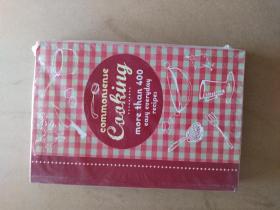 commonsense
Cooking
more than 400
easy everyday
recipes